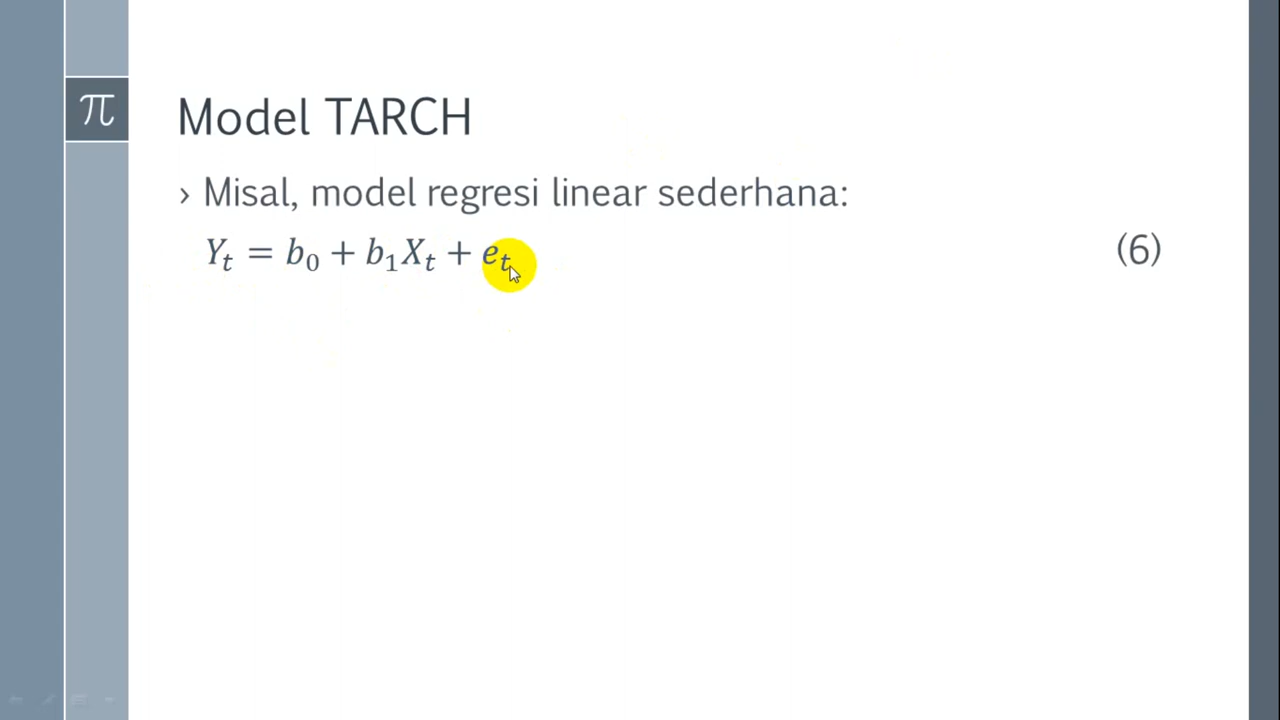 π
Model TARCH
› Misal, model regresi linear sederhana:
Yₜ = b₀ + b₁Xₜ + eₜ (6)